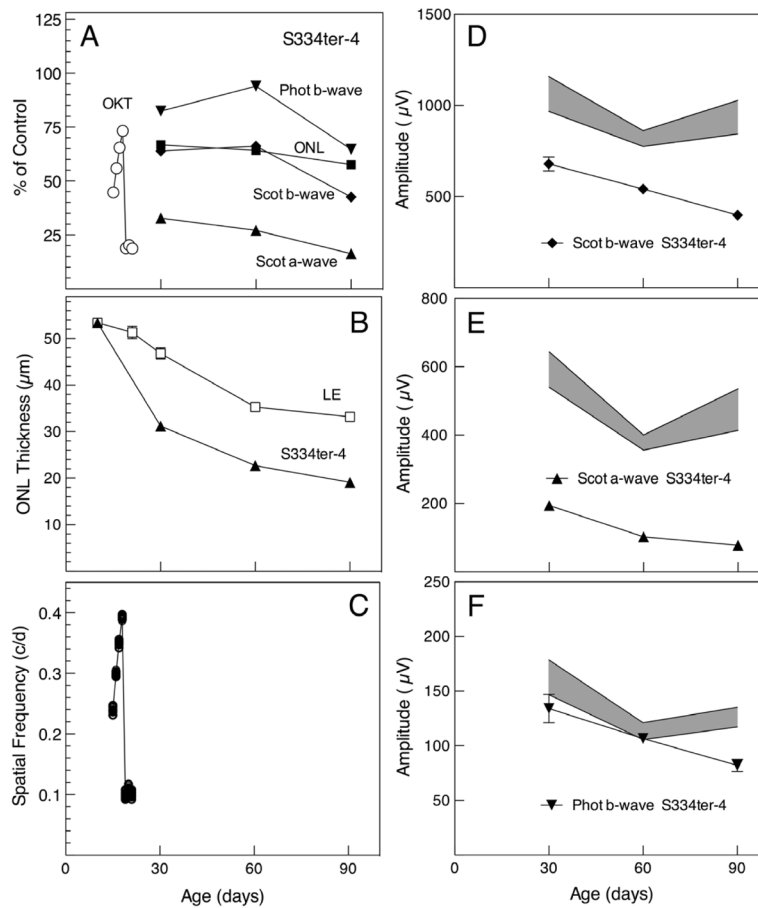 A
S334ter-4
% of Control
125
100
75
50
25
OKT
Phot b-wave
ONL
Scot b-wave
Scot a-wave
B
ONL Thickness (µm)
50
40
30
20
10
LE
S334ter-4
C
Spatial Frequency (c/d)
0.4
0.3
0.2
0.1
0 30 60 90
Age (days)
D
Amplitude ( µV)
1500
1000
500
0
Scot b-wave S334ter-4
E
Amplitude ( µV)
800
600
400
200
0
Scot a-wave S334ter-4
F
Amplitude ( µV)
250
200
150
100
50
Phot b-wave S334ter-4
0 30 60 90
Age (days)